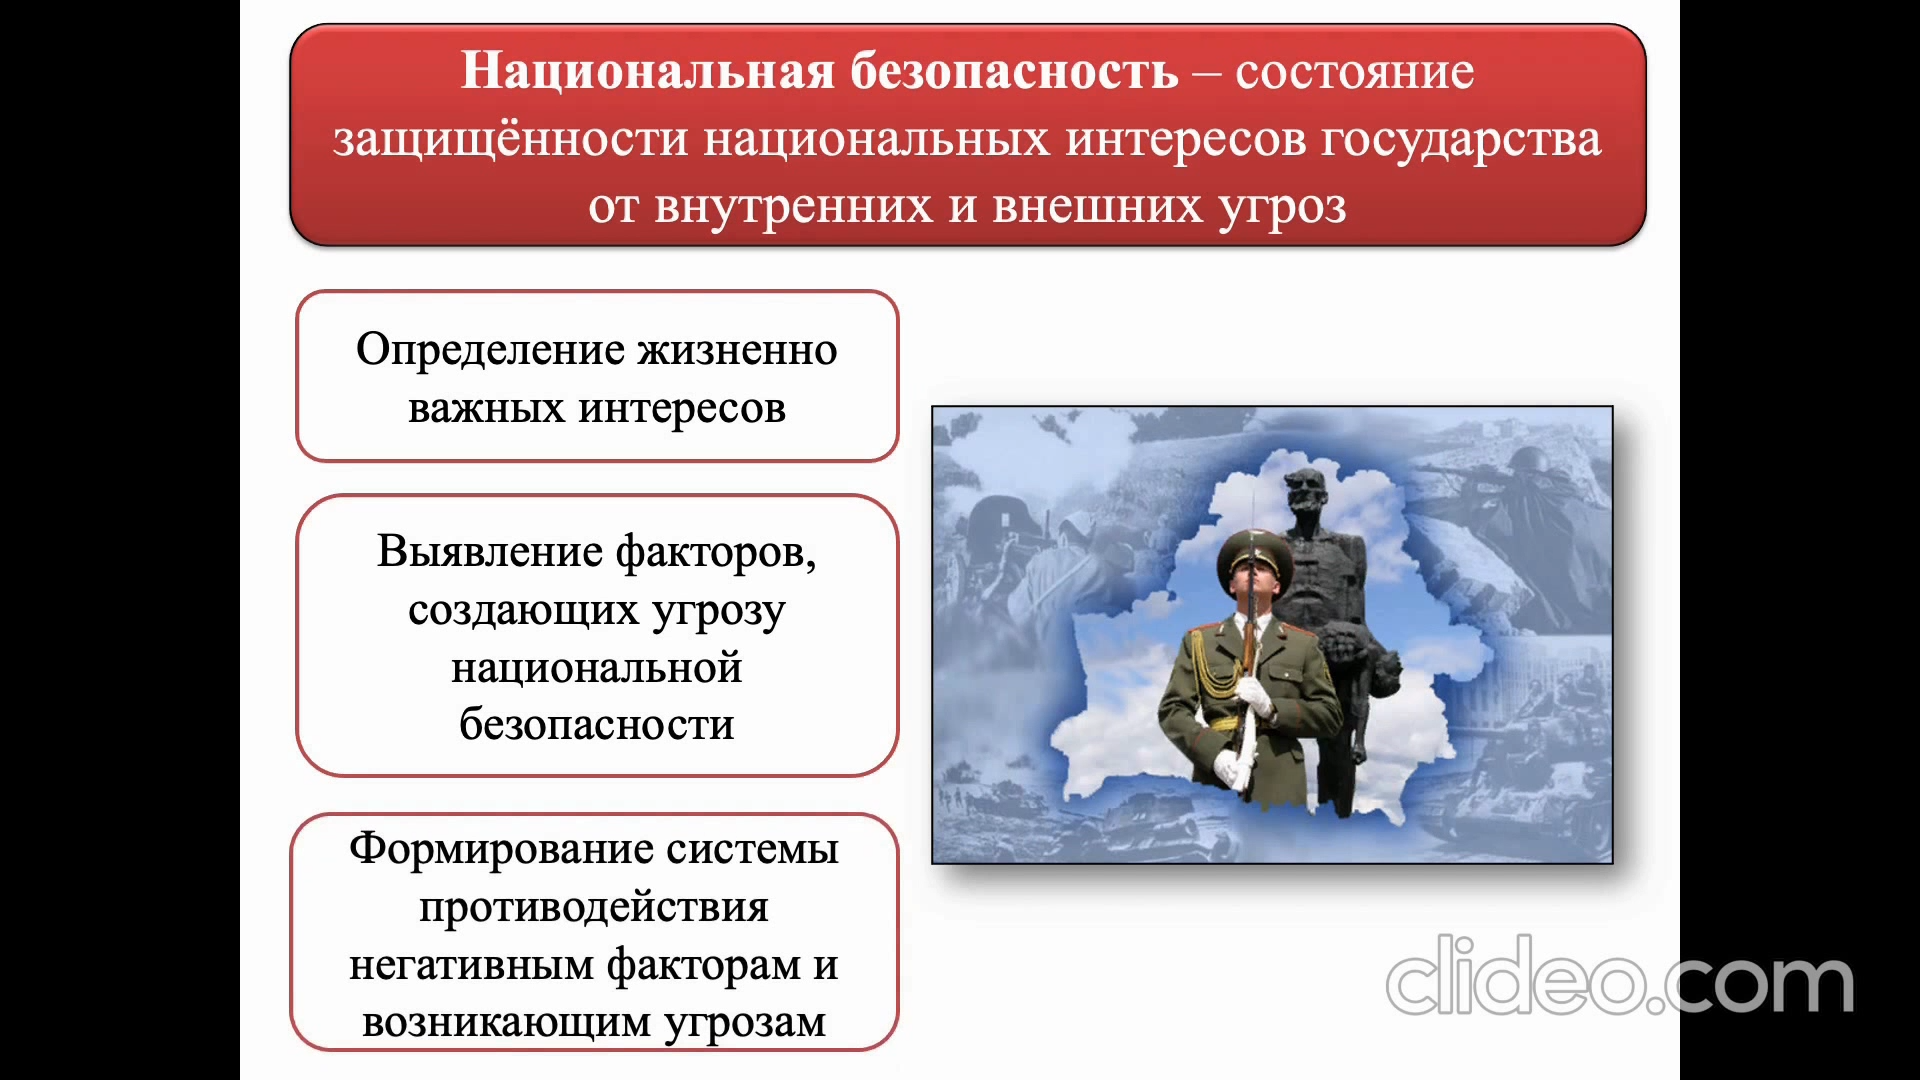 Национальная безопасность – состояние
защищённости национальных интересов государства
от внутренних и внешних угроз
Определение жизненно
важных интересов
Выявление факторов,
создающих угрозу
национальной
безопасности
Формирование системы
противодействия
негативным факторам и
возникающим угрозам
clideo.com